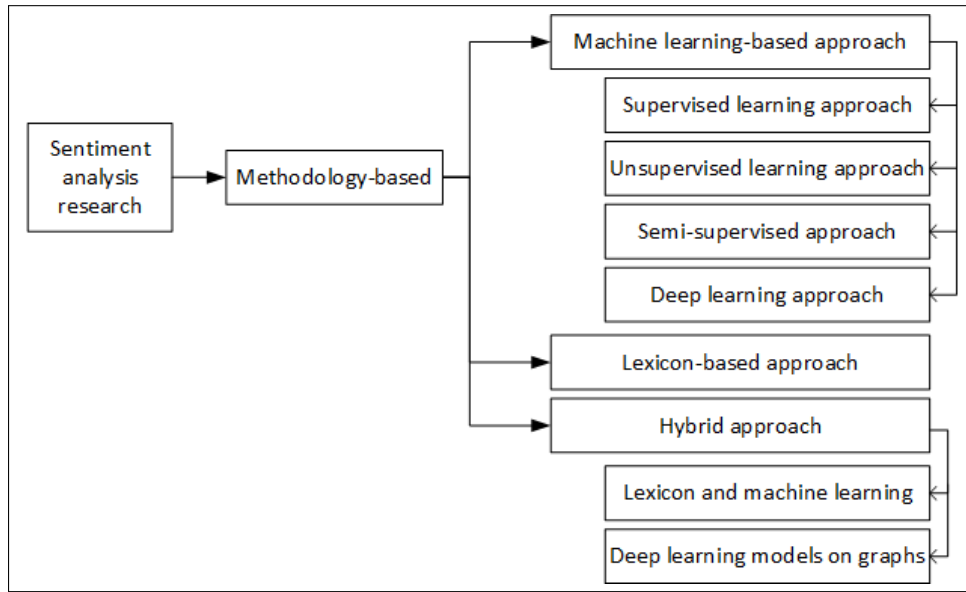 Sentiment
analysis
research
Methodology-based
Machine learning-based approach
Supervised learning approach
Unsupervised learning approach
Semi-supervised approach
Deep learning approach
Lexicon-based approach
Hybrid approach
Lexicon and machine learning
Deep learning models on graphs